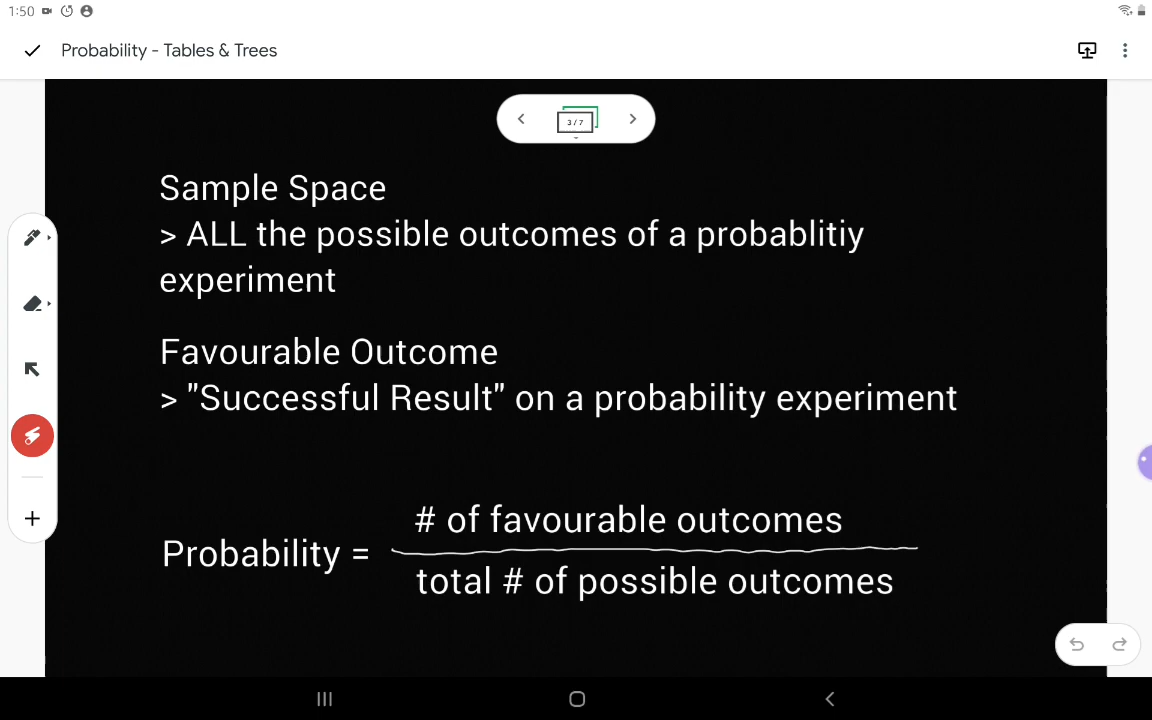 1:50
Probability - Tables & Trees
3 / 7
Sample Space
> ALL the possible outcomes of a probablitiy
experiment
Favourable Outcome
> "Successful Result" on a probability experiment
# of favourable outcomes
Probability =
total # of possible outcomes